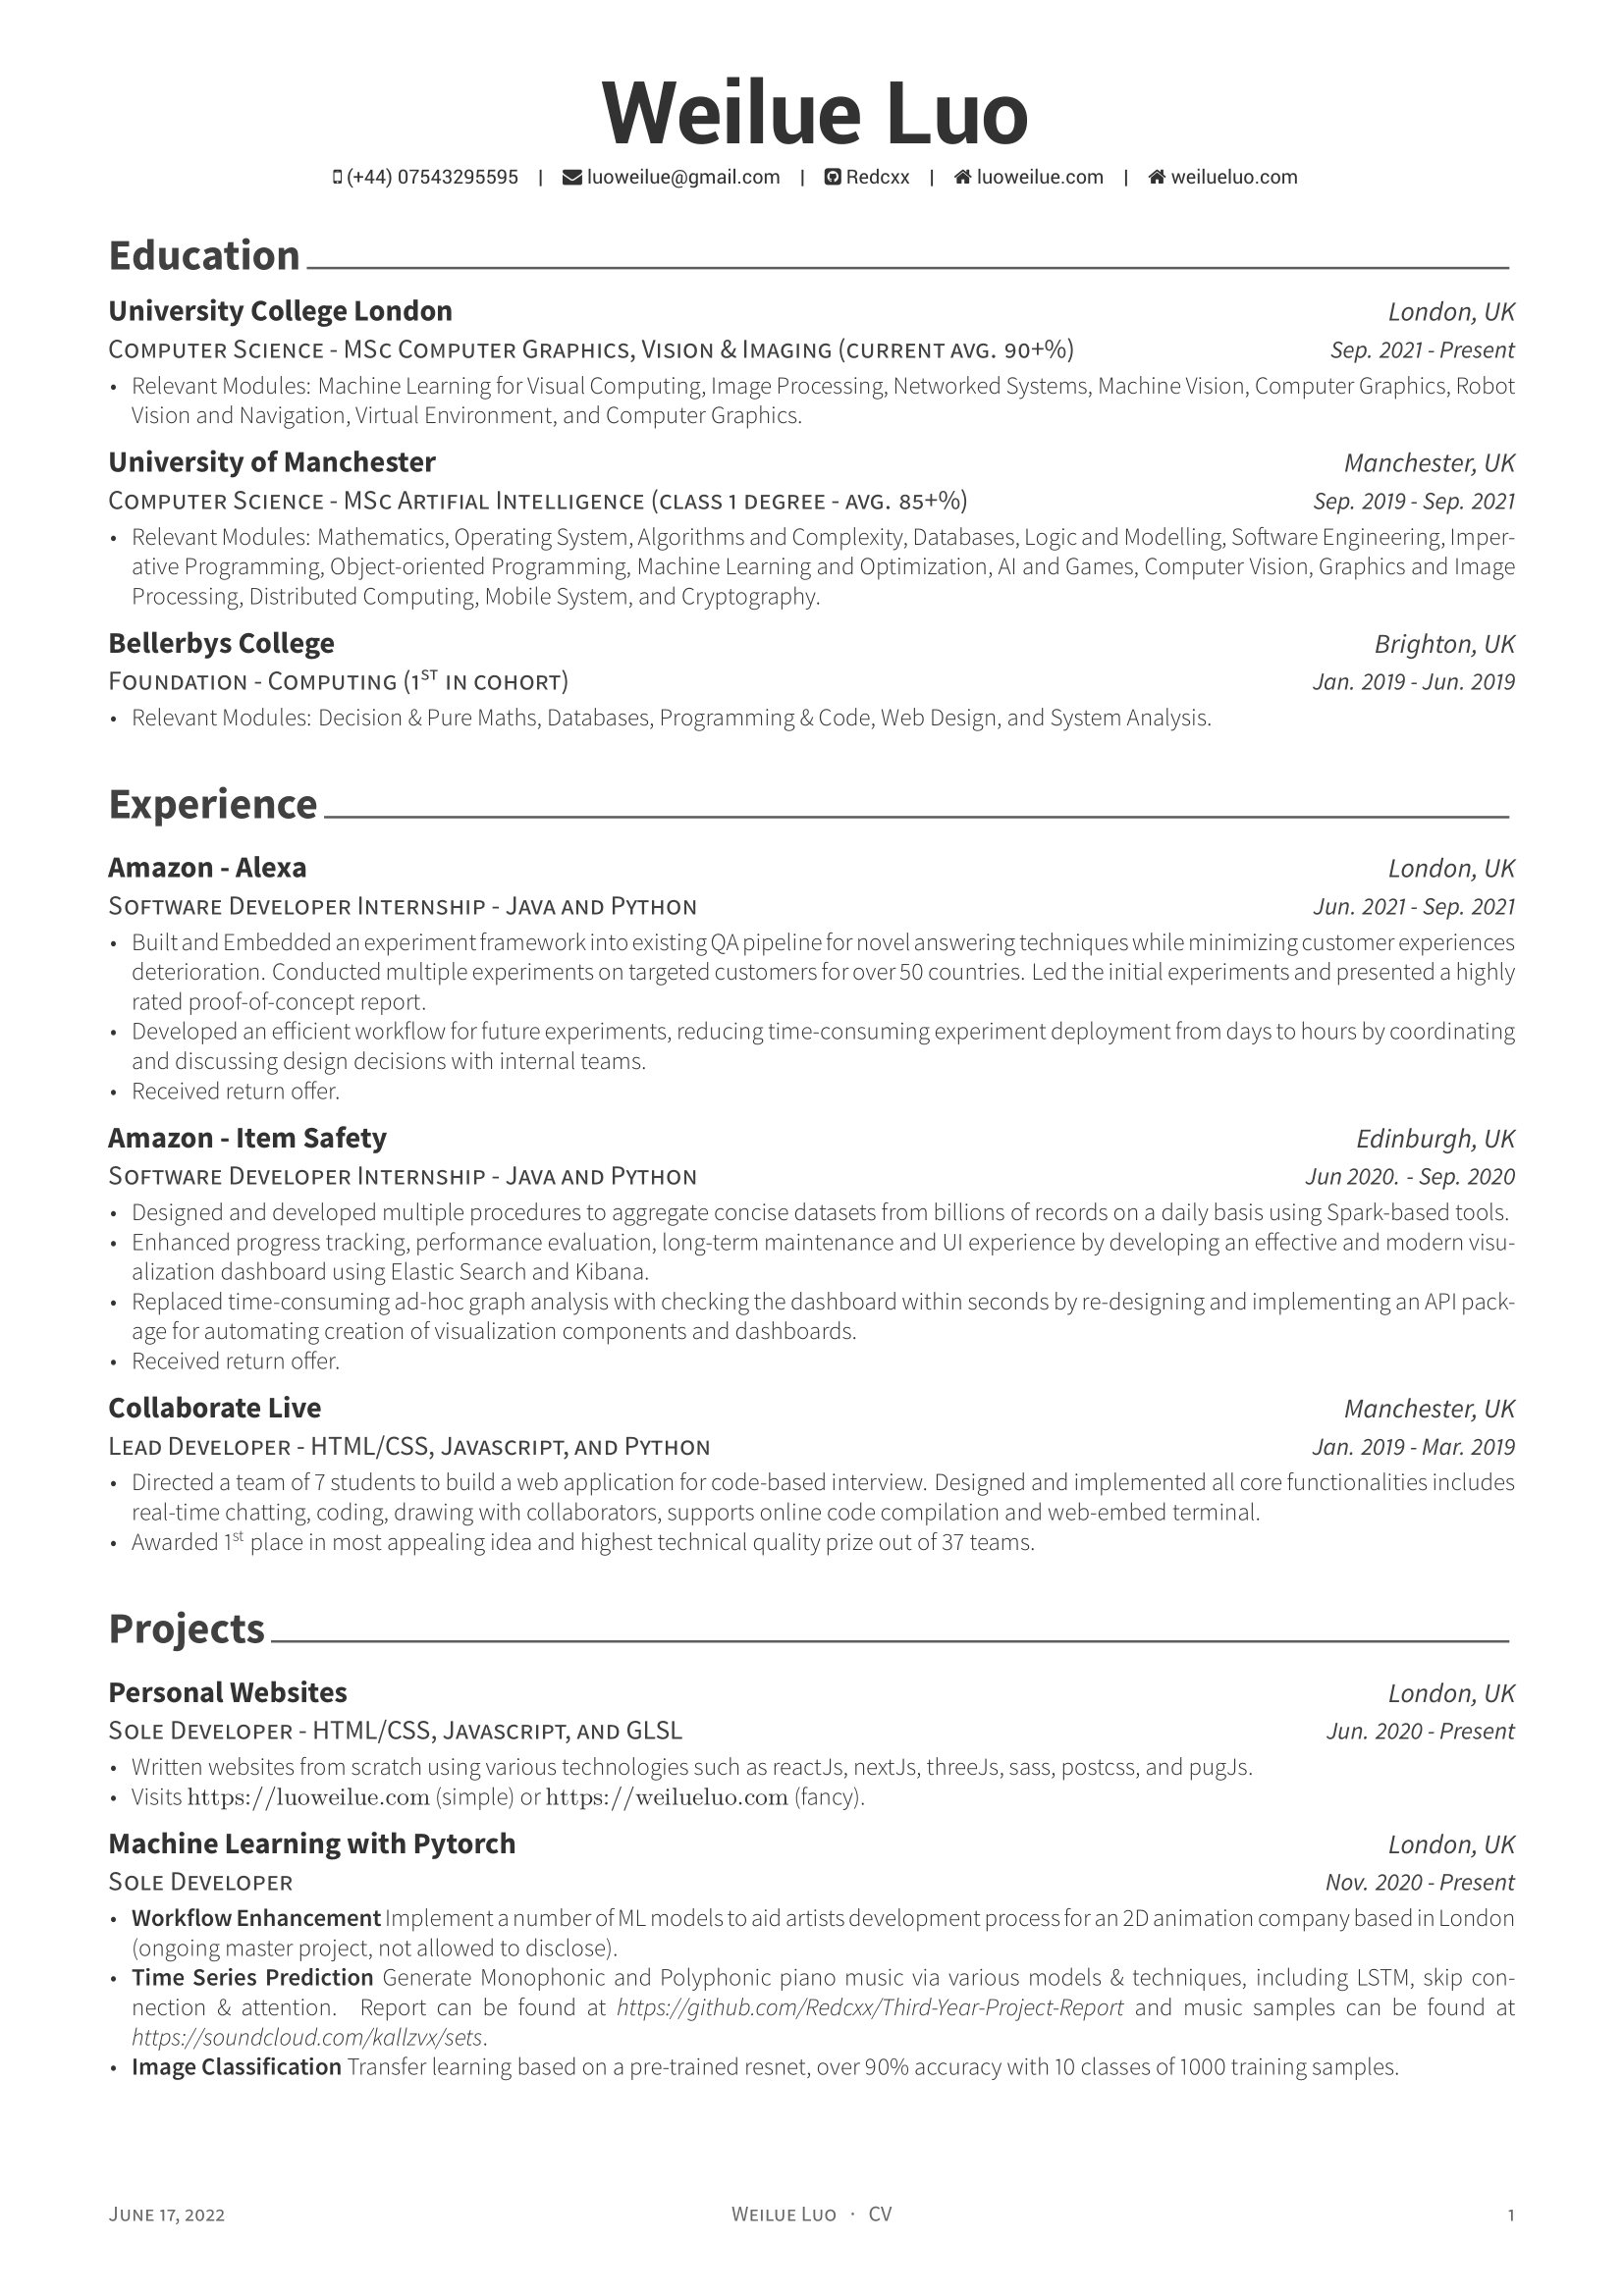 Weilue Luo
(+44) 07543295595 | luoweilue@gmail.com | Redcxx | luoweilue.com | weilueluo.com
Education
University College London London, UK
Computer Science - MSc Computer Graphics, Vision & Imaging (current avg. 90+%) Sep. 2021 - Present
• Relevant Modules: Machine Learning for Visual Computing, Image Processing, Networked Systems, Machine Vision, Computer Graphics, Robot
Vision and Navigation, Virtual Environment, and Computer Graphics.
University of Manchester Manchester, UK
Computer Science - MSc Artifial Intelligence (class 1 degree - avg. 85+%) Sep. 2019 - Sep. 2021
• Relevant Modules: Mathematics, Operating System, Algorithms and Complexity, Databases, Logic and Modelling, Software Engineering, Imper-
ative Programming, Object-oriented Programming, Machine Learning and Optimization, AI and Games, Computer Vision, Graphics and Image
Processing, Distributed Computing, Mobile System, and Cryptography.
Bellerbys College Brighton, UK
Foundation - Computing (1st in cohort) Jan. 2019 - Jun. 2019
• Relevant Modules: Decision & Pure Maths, Databases, Programming & Code, Web Design, and System Analysis.
Experience
Amazon - Alexa London, UK
Software Developer Internship - Java and Python Jun. 2021 - Sep. 2021
• Built and Embedded an experiment framework into existing QA pipeline for novel answering techniques while minimizing customer experiences
deterioration. Conducted multiple experiments on targeted customers for over 50 countries. Led the initial experiments and presented a highly
rated proof-of-concept report.
• Developed an efficient workflow for future experiments, reducing time-consuming experiment deployment from days to hours by coordinating
and discussing design decisions with internal teams.
• Received return offer.
Amazon - Item Safety Edinburgh, UK
Software Developer Internship - Java and Python Jun 2020. - Sep. 2020
• Designed and developed multiple procedures to aggregate concise datasets from billions of records on a daily basis using Spark-based tools.
• Enhanced progress tracking, performance evaluation, long-term maintenance and UI experience by developing an effective and modern visu-
alization dashboard using Elastic Search and Kibana.
• Replaced time-consuming ad-hoc graph analysis with checking the dashboard within seconds by re-designing and implementing an API pack-
age for automating creation of visualization components and dashboards.
• Received return offer.
Collaborate Live Manchester, UK
Lead Developer - HTML/CSS, Javascript, and Python Jan. 2019 - Mar. 2019
• Directed a team of 7 students to build a web application for code-based interview. Designed and implemented all core functionalities includes
real-time chatting, coding, drawing with collaborators, supports online code compilation and web-embed terminal.
• Awarded 1st place in most appealing idea and highest technical quality prize out of 37 teams.
Projects
Personal Websites London, UK
Sole Developer - HTML/CSS, Javascript, and GLSL Jun. 2020 - Present
• Written websites from scratch using various technologies such as reactJs, nextJs, threeJs, sass, postcss, and pugJs.
• Visits https://luoweilue.com (simple) or https://weilueluo.com (fancy).
Machine Learning with Pytorch London, UK
Sole Developer Nov. 2020 - Present
• Workflow Enhancement Implement a number of ML models to aid artists development process for an 2D animation company based in London
(ongoing master project, not allowed to disclose).
• Time Series Prediction Generate Monophonic and Polyphonic piano music via various models & techniques, including LSTM, skip con-
nection & attention. Report can be found at https://github.com/Redcxx/Third-Year-Project-Report and music samples can be found at
https://soundcloud.com/kallzvx/sets.
• Image Classification Transfer learning based on a pre-trained resnet, over 90% accuracy with 10 classes of 1000 training samples.
June 17, 2022 Weilue Luo · CV 1